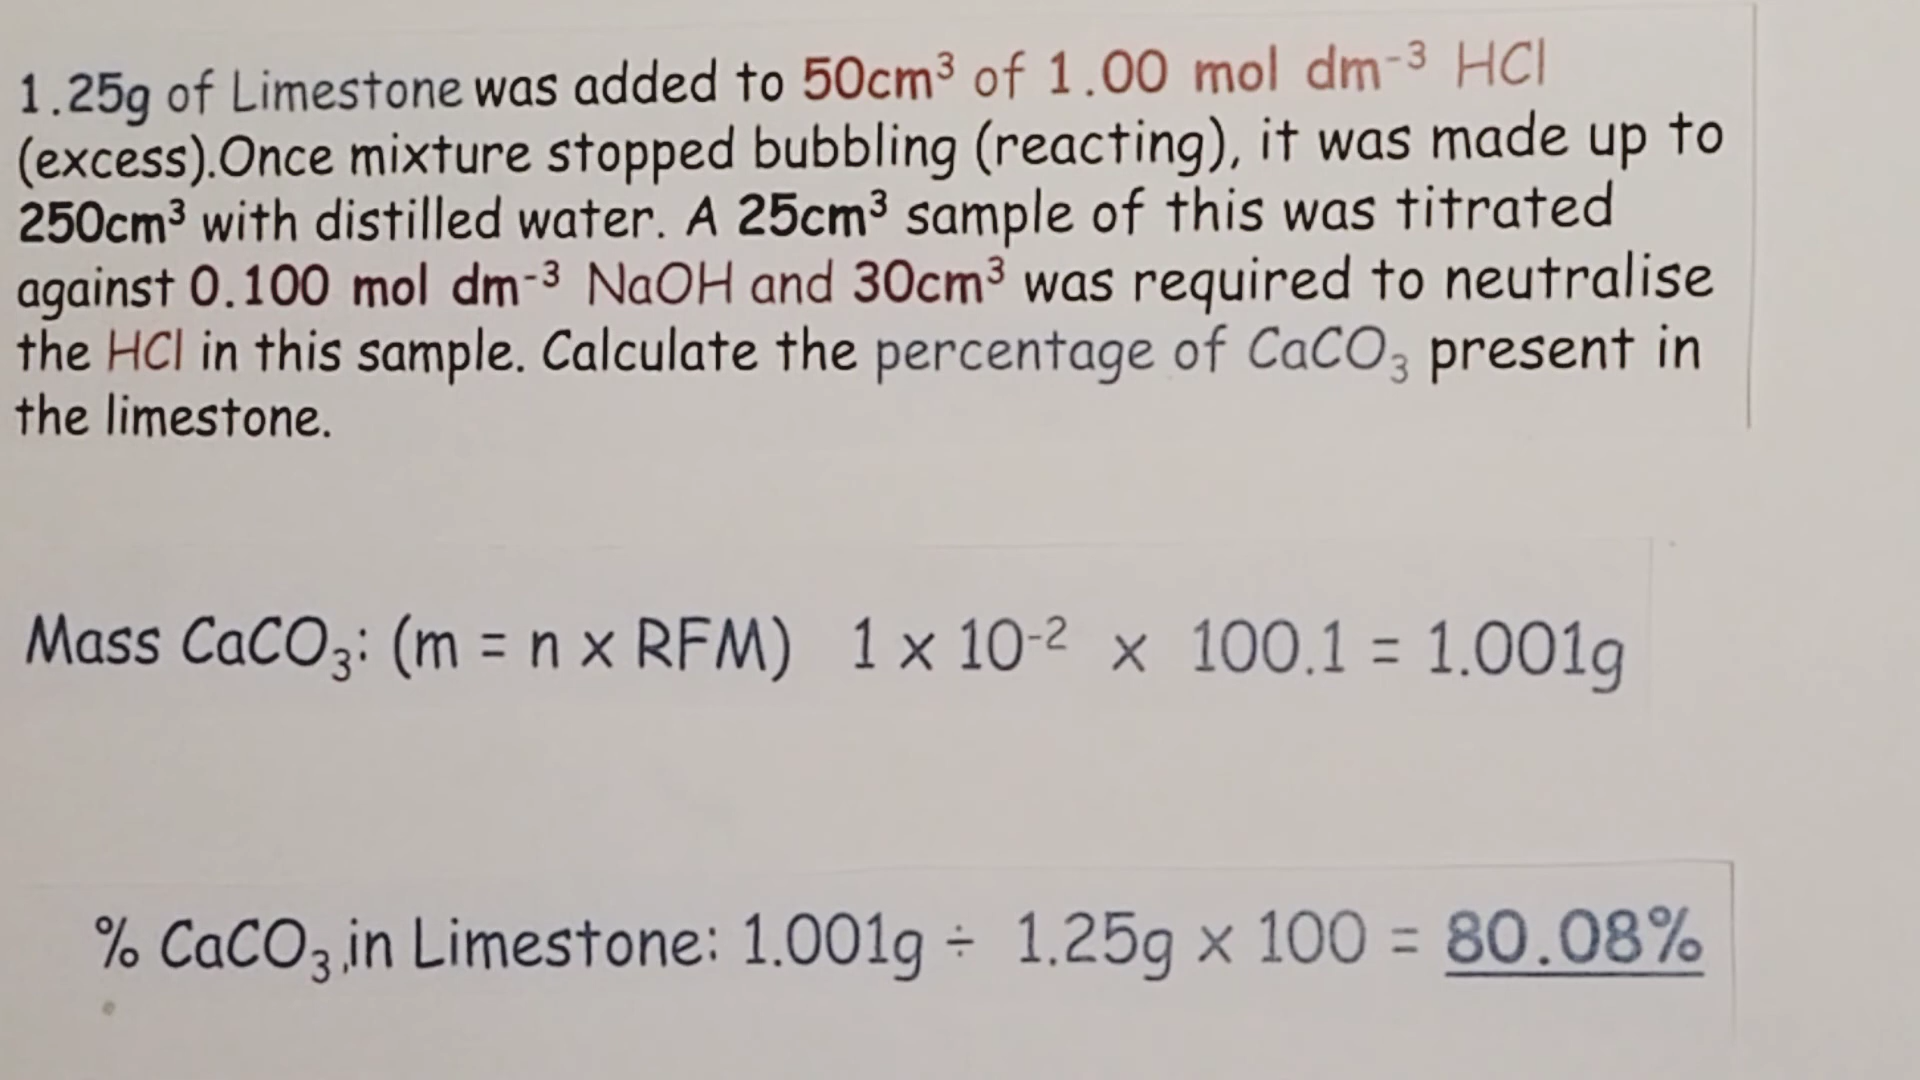 1.25g of Limestone was added to 50cm³ of 1.00 mol dm⁻³ HCl
(excess).Once mixture stopped bubbling (reacting), it was made up to
250cm³ with distilled water. A 25cm³ sample of this was titrated
against 0.100 mol dm⁻³ NaOH and 30cm³ was required to neutralise
the HCl in this sample. Calculate the percentage of CaCO₃ present in
the limestone.
Mass CaCO₃: (m = n x RFM) 1 x 10⁻² x 100.1 = 1.001g
% CaCO₃ in Limestone: 1.001g ÷ 1.25g x 100 = 80.08%